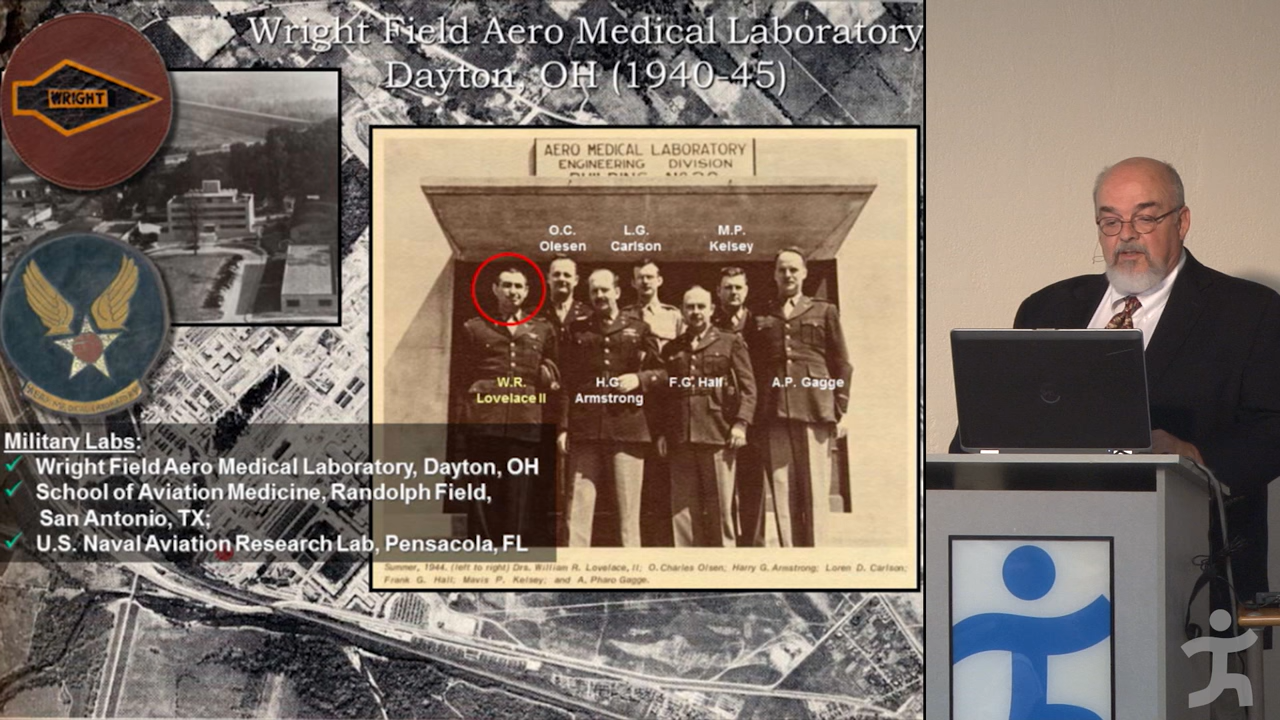 Wright Field Aero Medical Laboratory
Dayton, OH (1940-45)
WRIGHT
AERO MEDICAL LABORATORY
ENGINEERING DIVISION
O.C.
Olesen
L.G.
Carlson
M.P.
Kelsey
W.R.
Lovelace II
H.G.
Armstrong
F.G. Hall
A.P. Gagge
Military Labs:
Wright Field Aero Medical Laboratory, Dayton, OH
School of Aviation Medicine, Randolph Field,
San Antonio, TX;
U.S. Naval Aviation Research Lab, Pensacola, FL
Summer, 1944. (left to right) Drs. William R. Lovelace, II; O. Charles Olsen; Harry G. Armstrong; Loren D. Carlson;
Frank G. Hall; Mavis P. Kelsey; and A. Pharo Gagge.